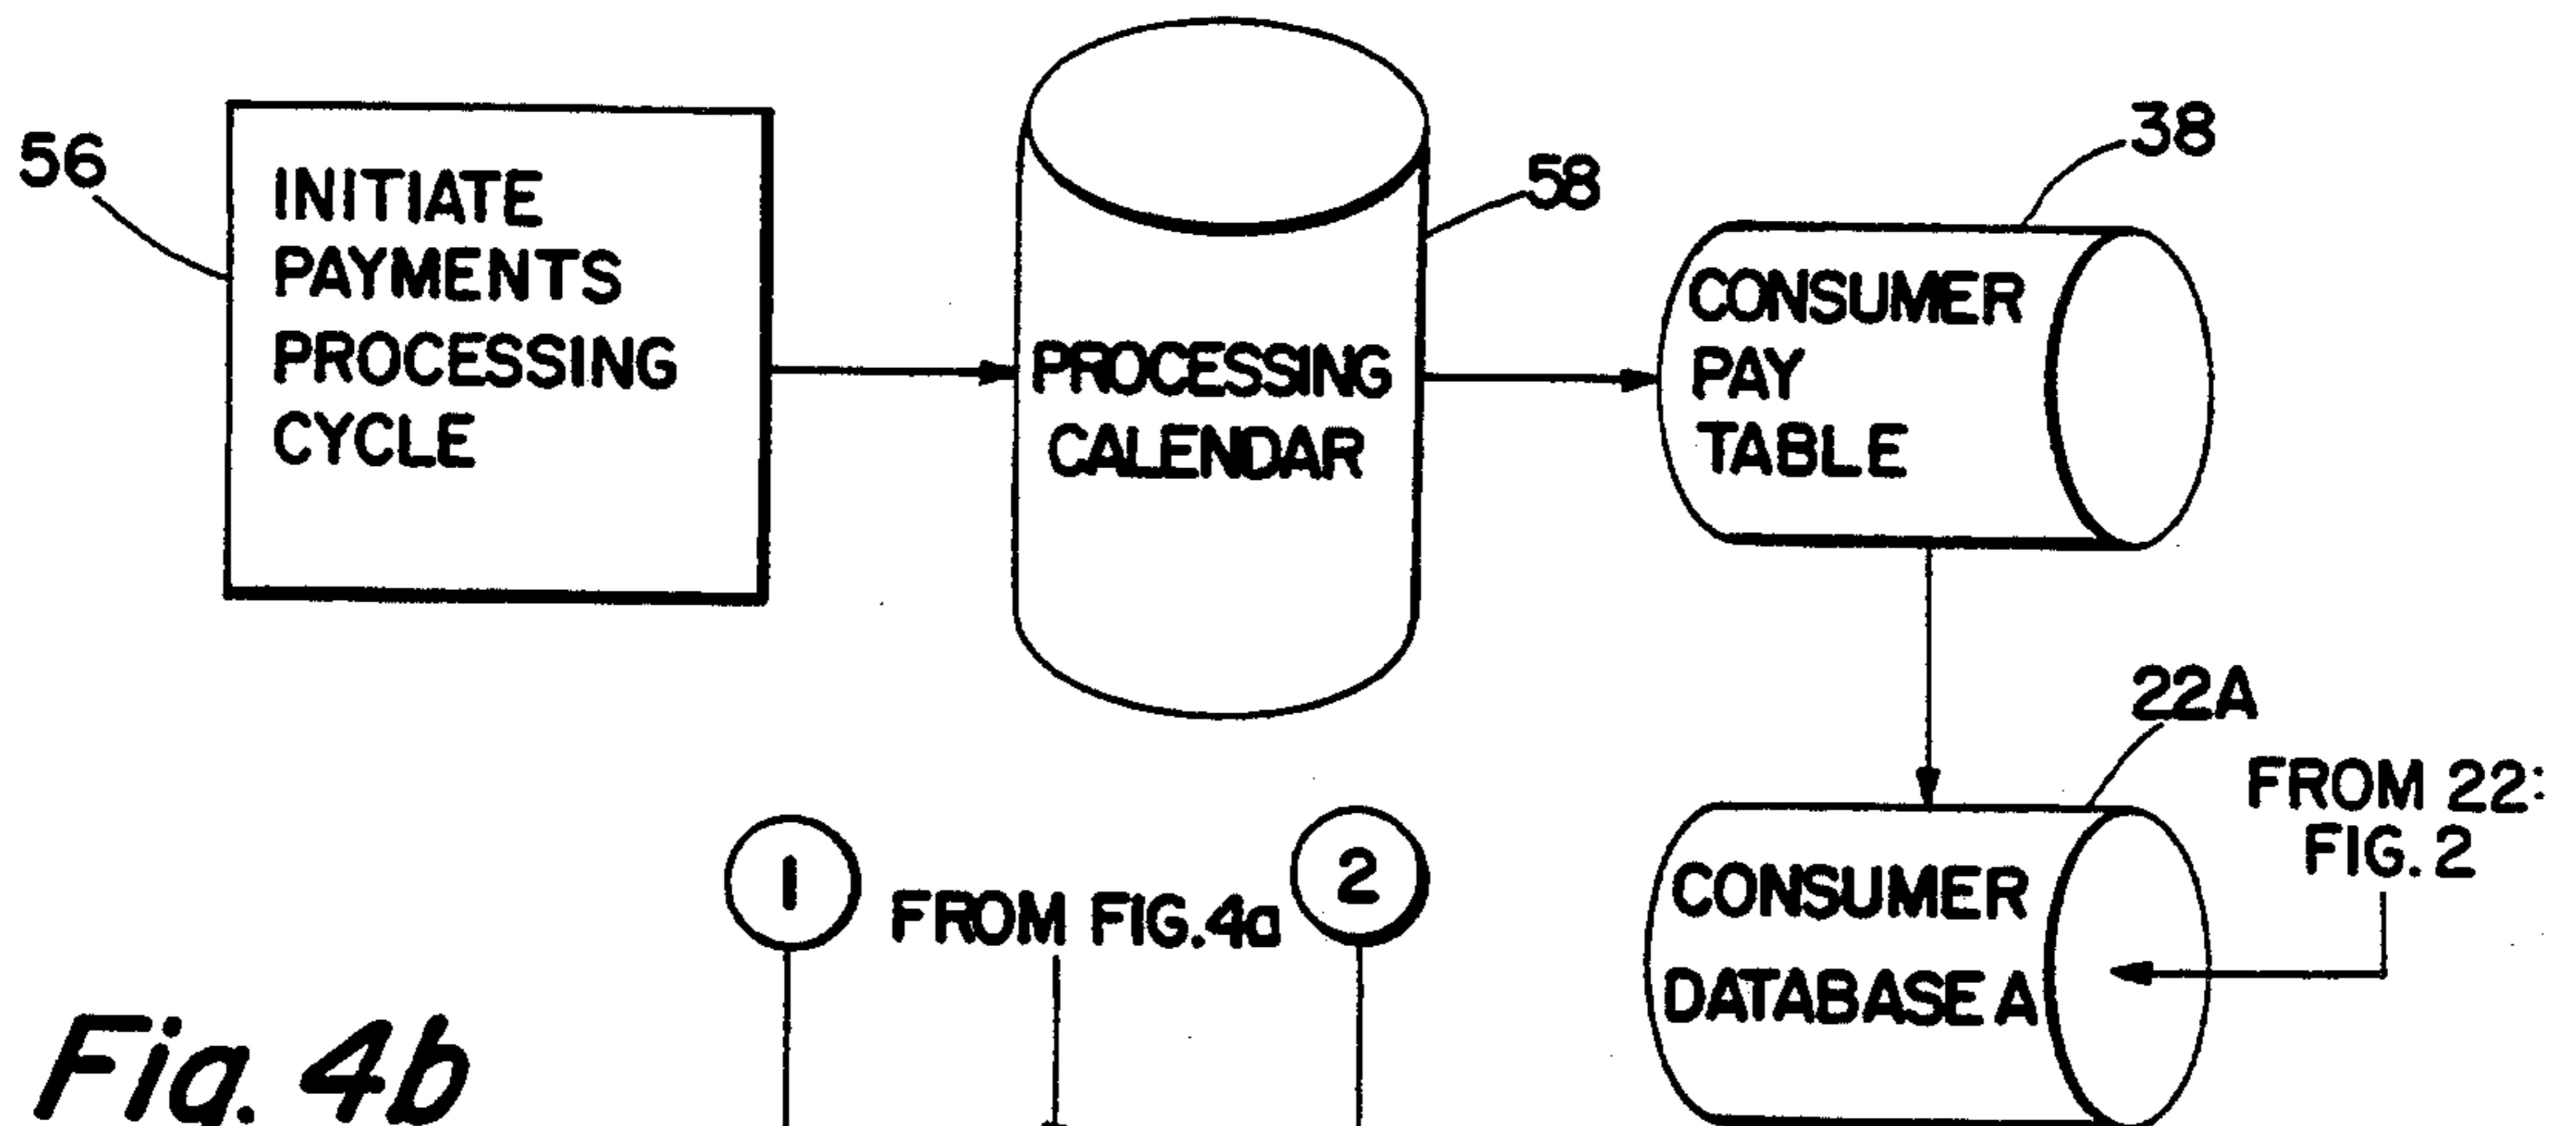 56
INITIATE
PAYMENTS
PROCESSING
CYCLE
PROCESSING
CALENDAR
58
38
CONSUMER
PAY
TABLE
22A
FROM 22:
FIG. 2
CONSUMER
DATABASE A
1
FROM FIG. 4a
2
Fig. 4b